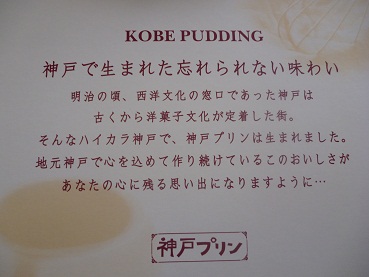 KOBE PUDDING
神戸で生まれた忘れられない味わい
明治の頃、西洋文化の窓口であった神戸は
古くから洋菓子文化が定着した街。
そんなハイカラ神戸で、神戸プリンは生まれました。
地元神戸で心を込めて作り続けているこのおいしさが
あなたの心に残る思い出になりますように…
神戸プリン